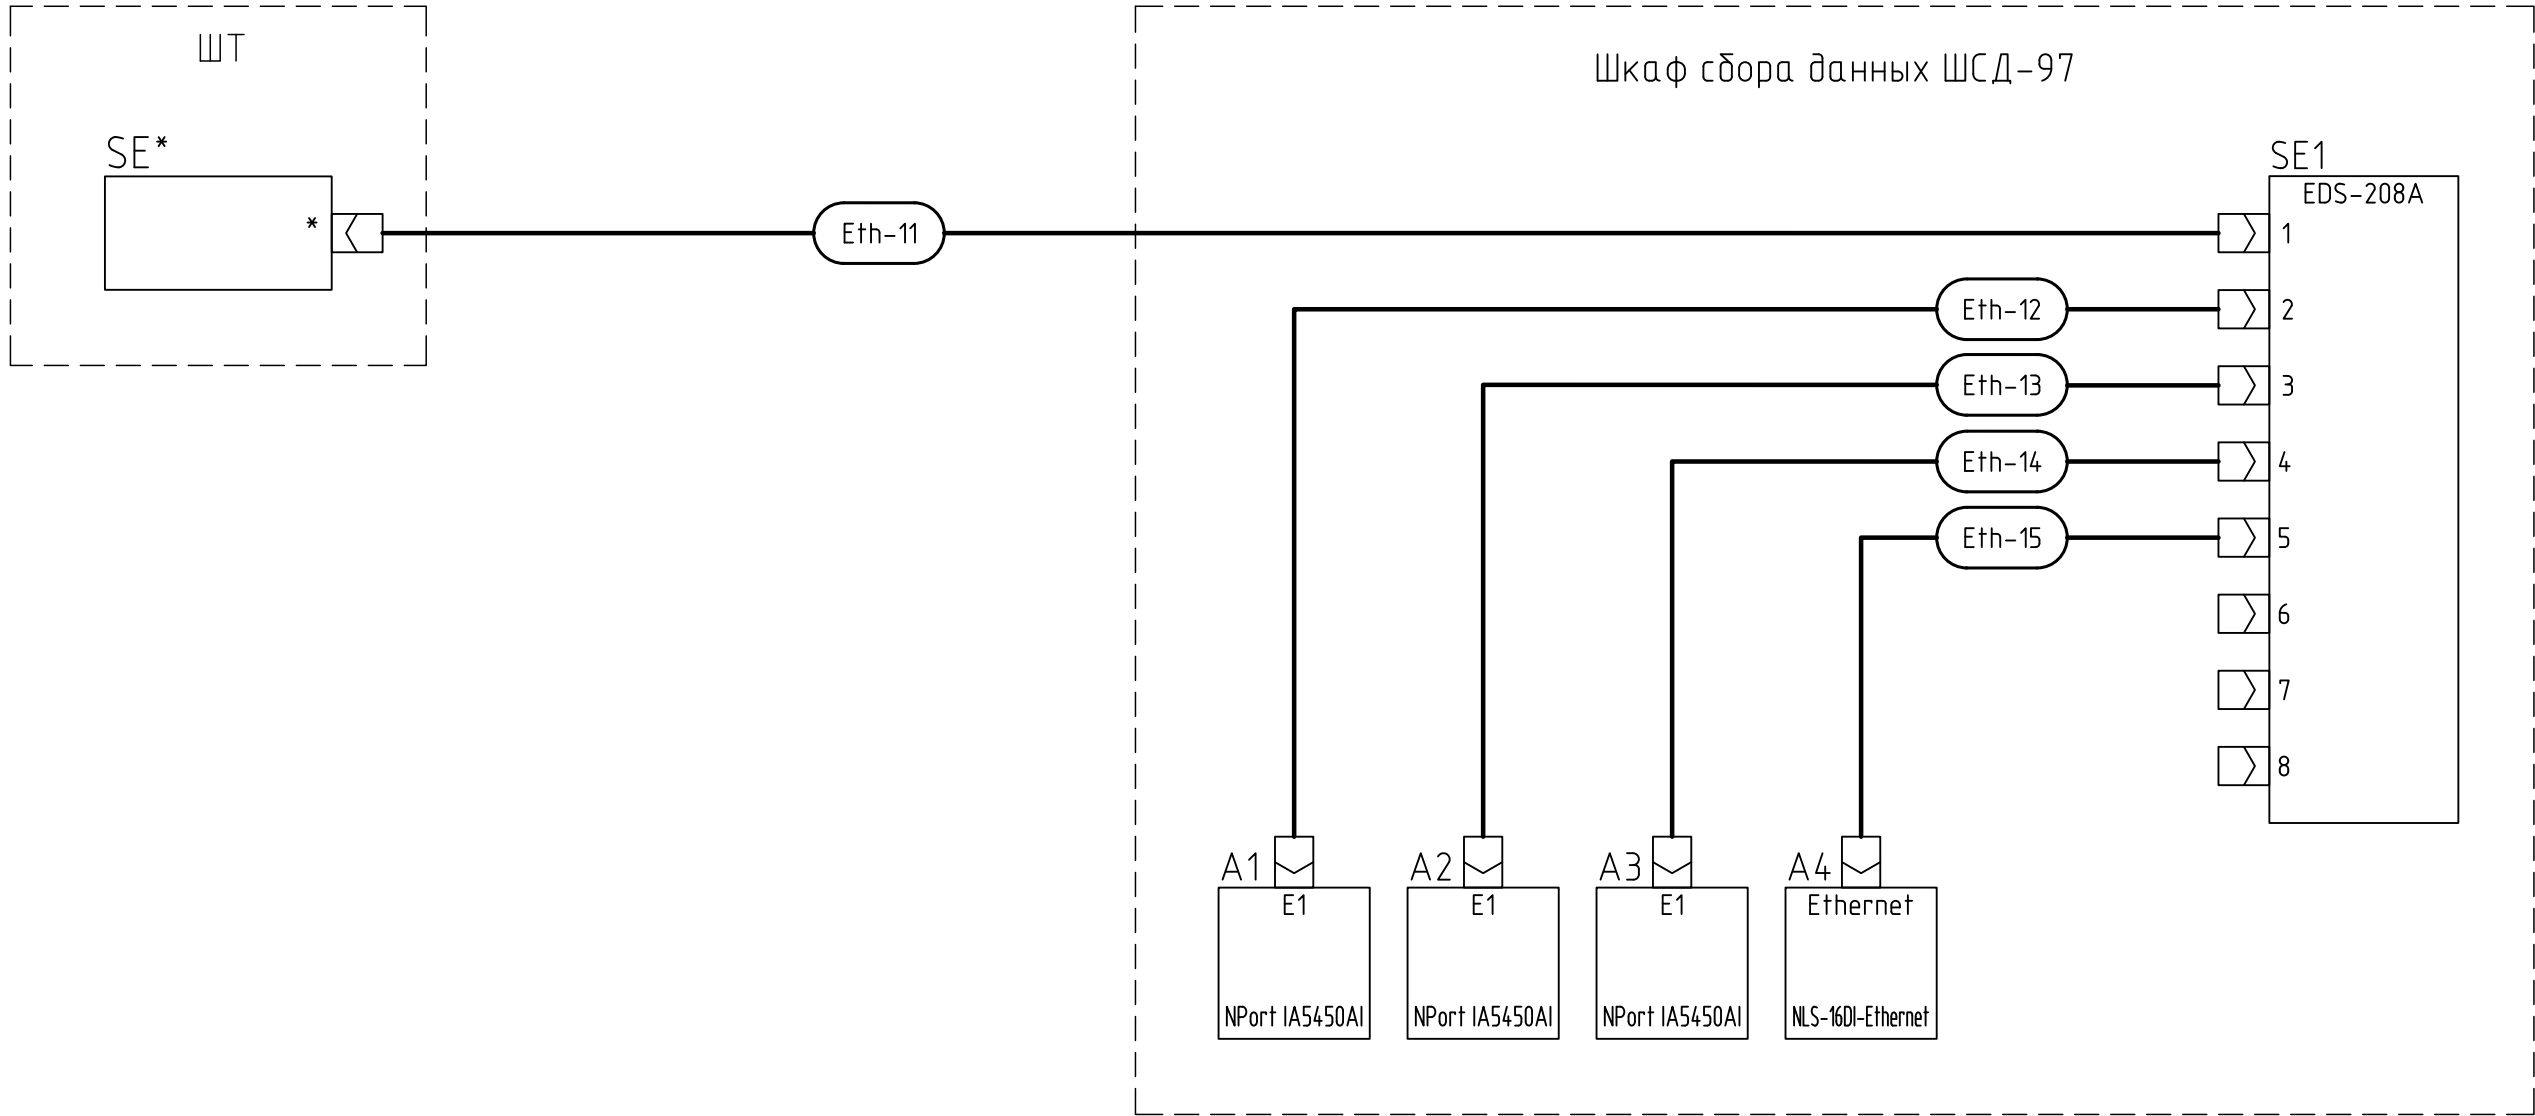 ШТ
Шкаф сбора данных ШСД-97
SE*
*
SE1
EDS-208A
Eth-11
1
Eth-12
2
Eth-13
3
Eth-14
4
Eth-15
5
6
7
8
A1
A2
A3
A4
E1
E1
E1
Ethernet
NPort IA5450AI
NPort IA5450AI
NPort IA5450AI
NLS-16DI-Ethernet